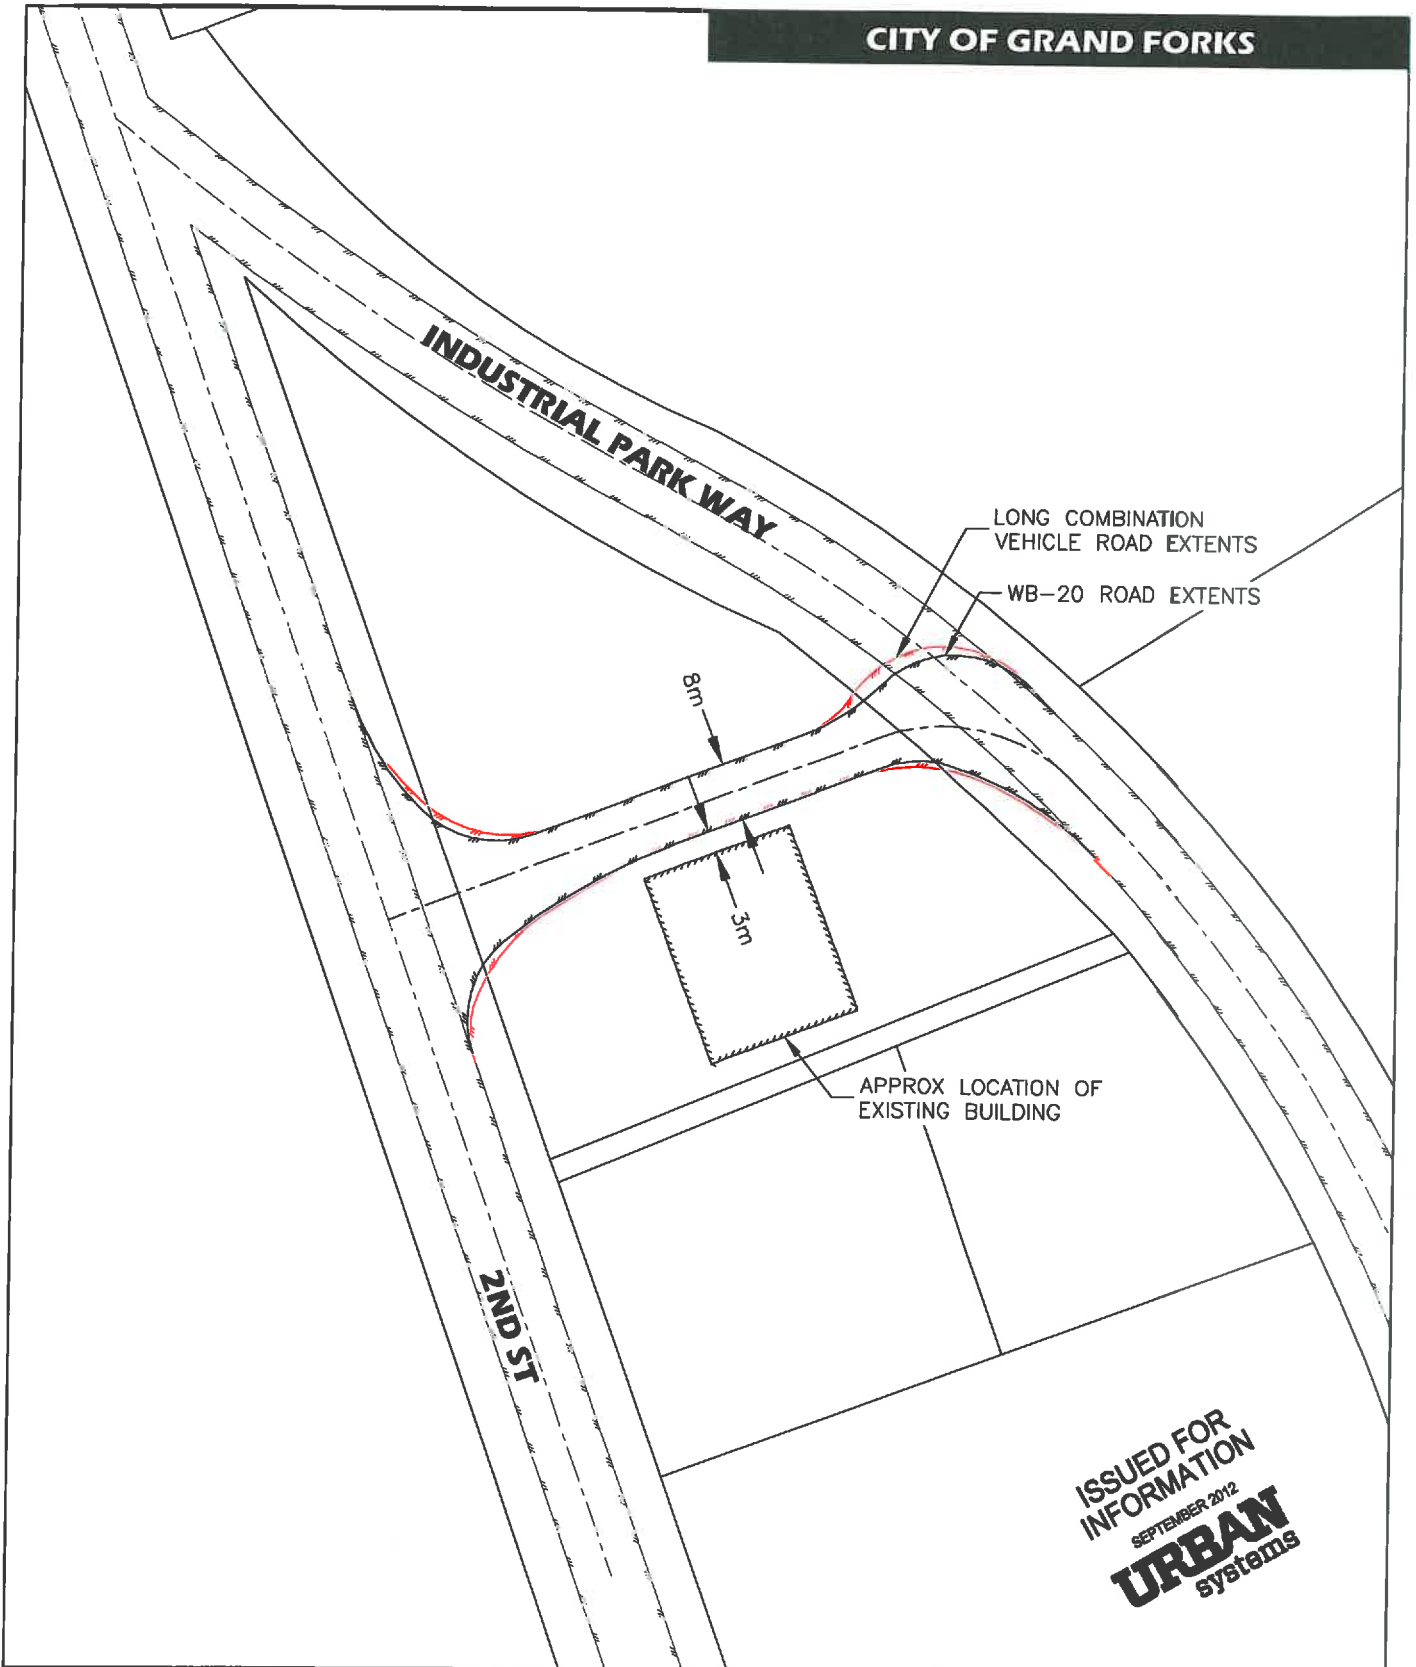 CITY OF GRAND FORKS
INDUSTRIAL PARK WAY
LONG COMBINATION
VEHICLE ROAD EXTENTS
WB-20 ROAD EXTENTS
8m
3m
APPROX LOCATION OF
EXISTING BUILDING
2ND ST
ISSUED FOR
INFORMATION
SEPTEMBER 2012
URBAN
systems